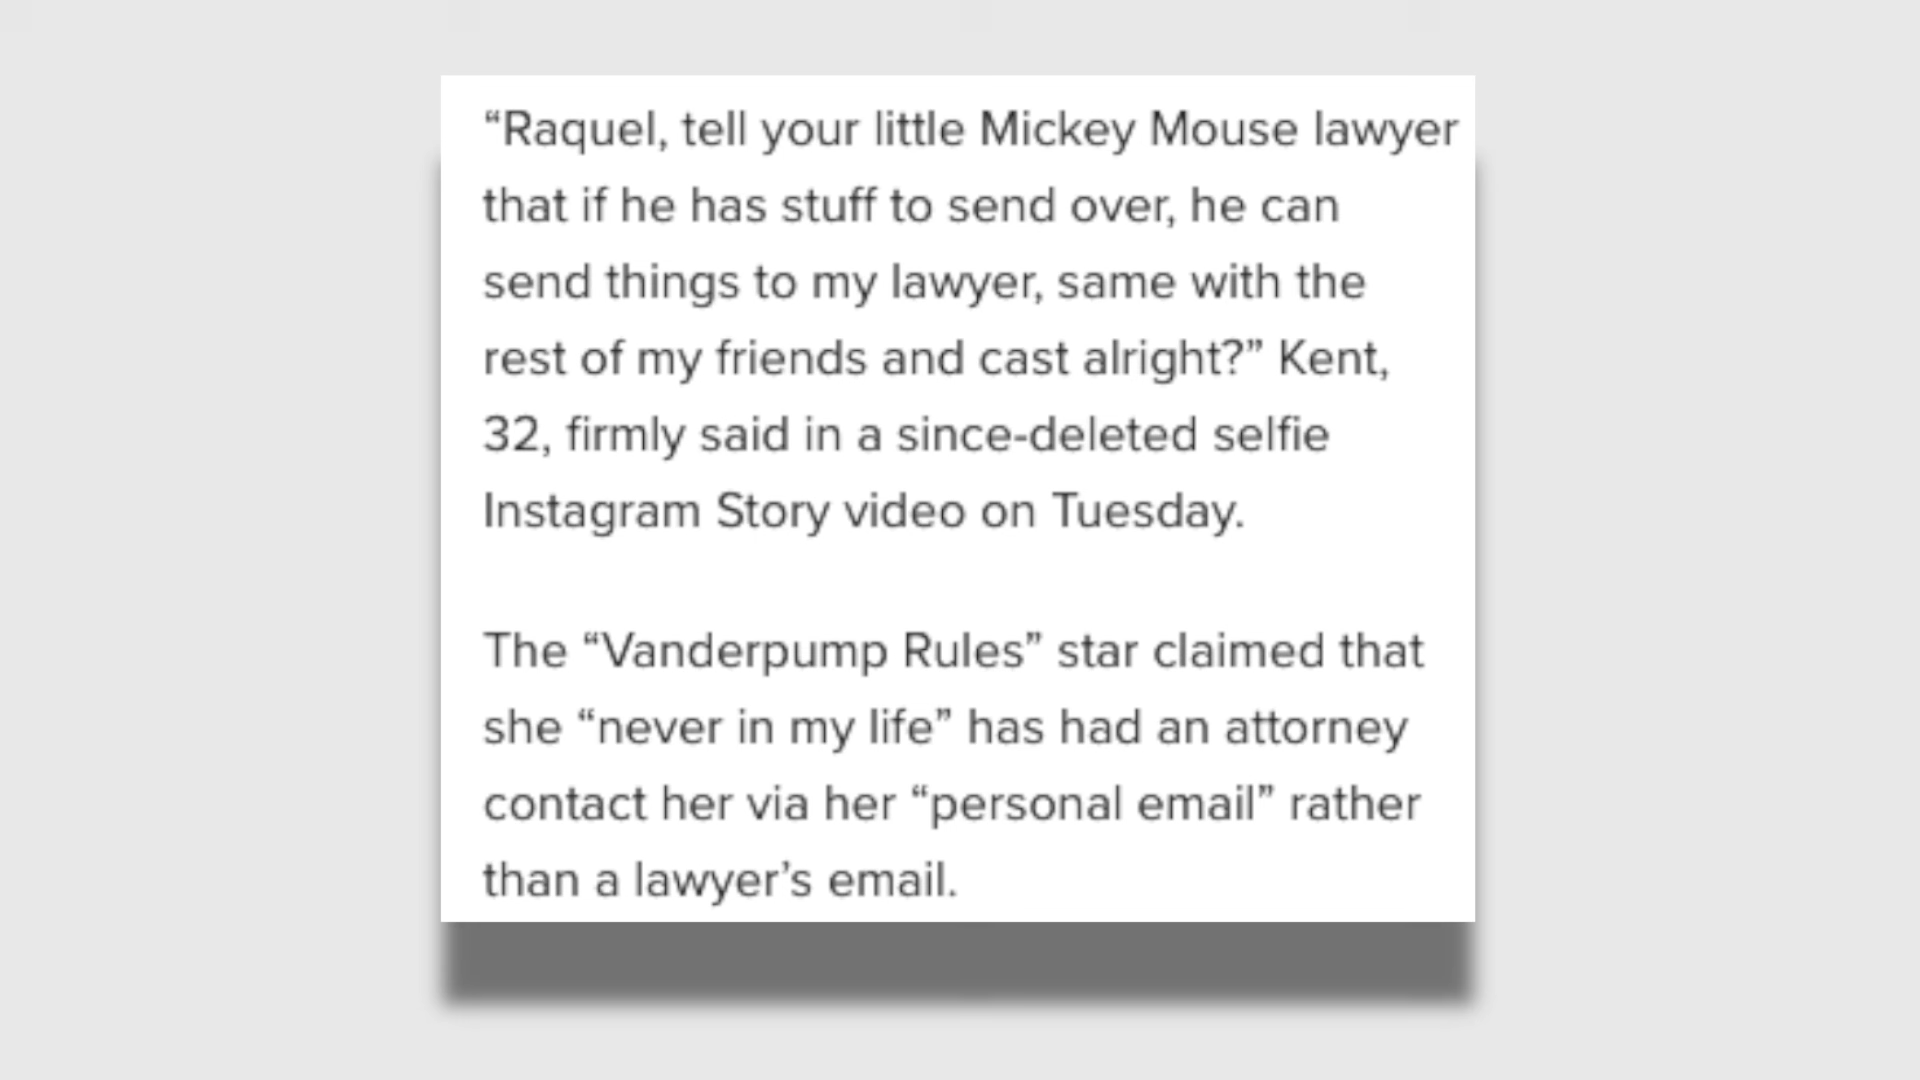 “Raquel, tell your little Mickey Mouse lawyer
that if he has stuff to send over, he can
send things to my lawyer, same with the
rest of my friends and cast alright?” Kent,
32, firmly said in a since-deleted selfie
Instagram Story video on Tuesday.
The “Vanderpump Rules” star claimed that
she “never in my life” has had an attorney
contact her via her “personal email” rather
than a lawyer’s email.